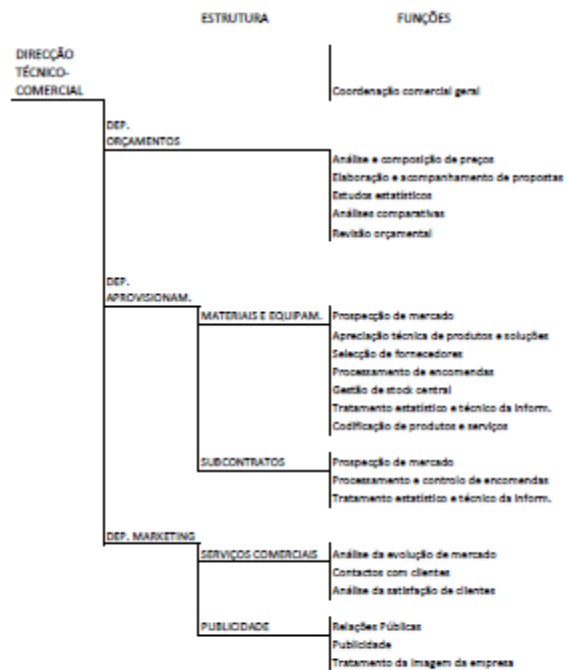 ESTRUTURA FUNÇÕES
DIRECÇÃO
TÉCNICO-
COMERCIAL
Coordenação comercial geral
DEP.
ORÇAMENTOS
Análise e composição de preços
Elaboração e acompanhamento de propostas
Estudos estatísticos
Análises comparativas
Revisão orçamental
DEP.
APROVISIONAM.
MATERIAIS E EQUIPAM. Prospecção de mercado
Apreciação técnica de produtos e soluções
Selecção de fornecedores
Processamento de encomendas
Gestão de stock central
Tratamento estatístico e técnico da inform.
Codificação de produtos e serviços
SUBCONTRATOS Prospecção de mercado
Processamento e controlo de encomendas
Tratamento estatístico e técnico da inform.
DEP. MARKETING
SERVIÇOS COMERCIAIS Análise da evolução de mercado
Contactos com clientes
Análise da satisfação de clientes
PUBLICIDADE Relações Públicas
Publicidade
Tratamento da imagem da empresa